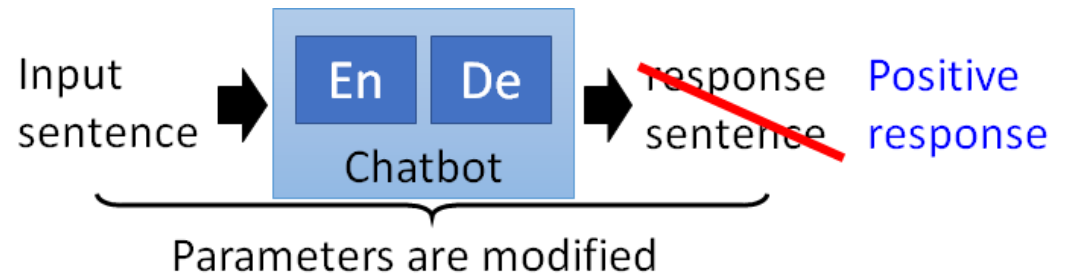 Input
sentence
En
De
Chatbot
response
sentence
Positive
response
Parameters are modified